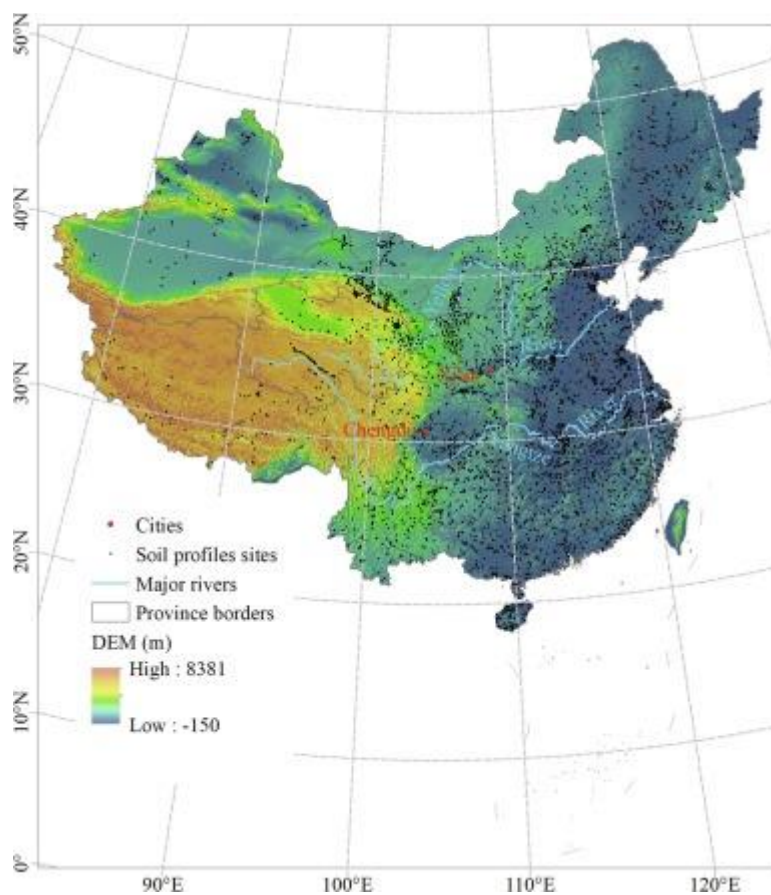 50°N
40°N
30°N
20°N
10°N
0°
Cities
Soil profiles sites
Major rivers
Province borders
DEM (m)
High : 8381
Low : -150
90°E
100°E
110°E
120°E